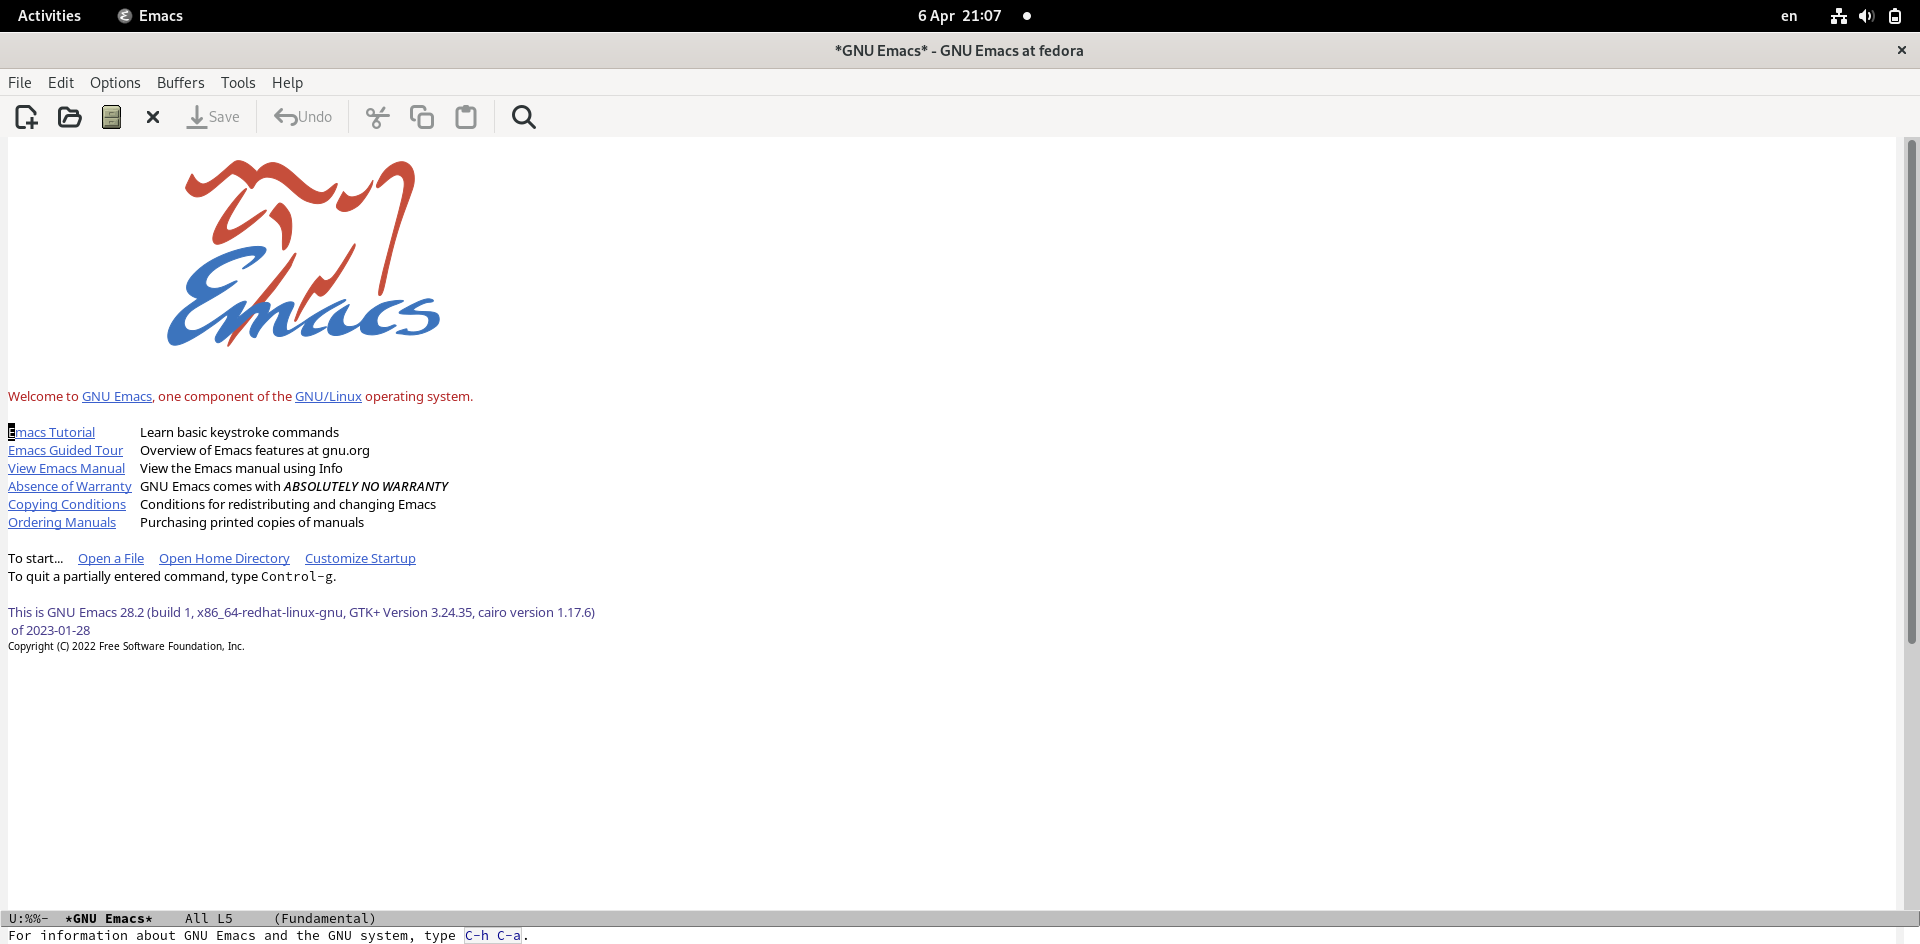 Activities Emacs 6 Apr 21:07 en
*GNU Emacs* - GNU Emacs at fedora
File Edit Options Buffers Tools Help
Save Undo
Emacs
Welcome to GNU Emacs, one component of the GNU/Linux operating system.
Emacs Tutorial Learn basic keystroke commands
Emacs Guided Tour Overview of Emacs features at gnu.org
View Emacs Manual View the Emacs manual using Info
Absence of Warranty GNU Emacs comes with ABSOLUTELY NO WARRANTY
Copying Conditions Conditions for redistributing and changing Emacs
Ordering Manuals Purchasing printed copies of manuals
To start... Open a File Open Home Directory Customize Startup
To quit a partially entered command, type Control-g.
This is GNU Emacs 28.2 (build 1, x86_64-redhat-linux-gnu, GTK+ Version 3.24.35, cairo version 1.17.6)
of 2023-01-28
Copyright (C) 2022 Free Software Foundation, Inc.
U:%%- *GNU Emacs* All L5 (Fundamental)
For information about GNU Emacs and the GNU system, type C-h C-a.